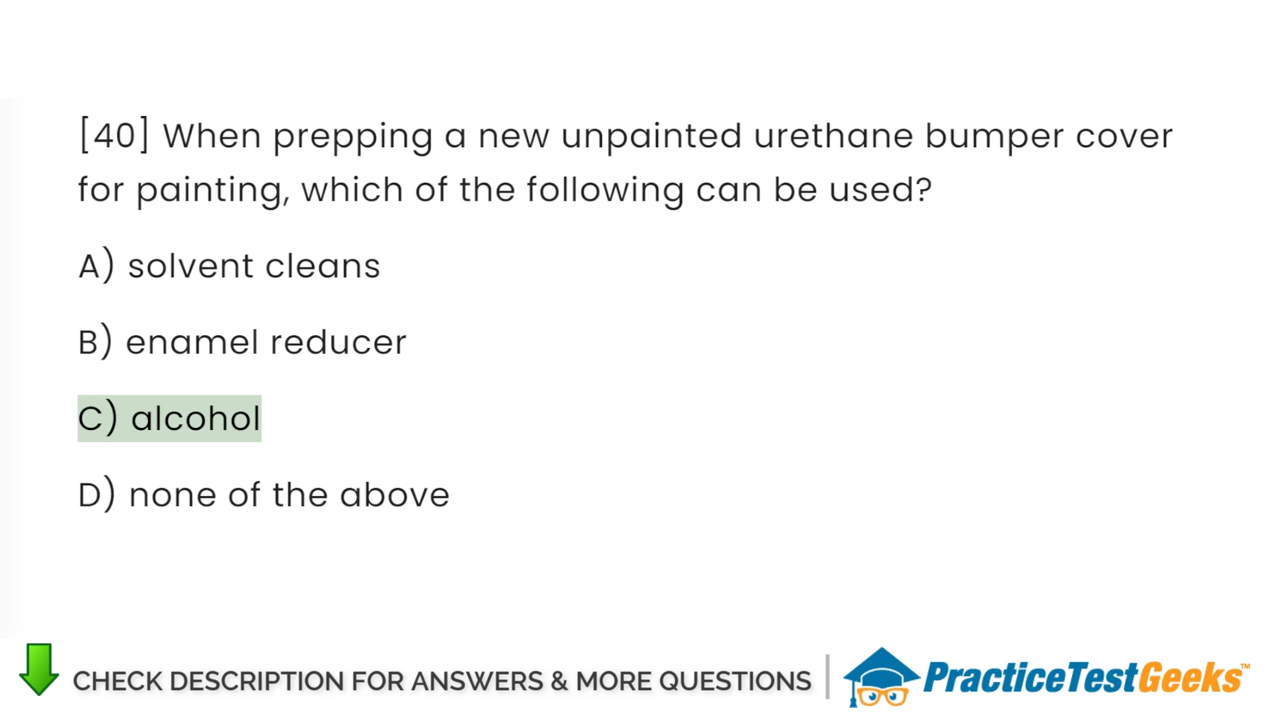 [40] When prepping a new unpainted urethane bumper cover
for painting, which of the following can be used?
A) solvent cleans
B) enamel reducer
C) alcohol
D) none of the above
CHECK DESCRIPTION FOR ANSWERS & MORE QUESTIONS
PracticeTestGeeks™